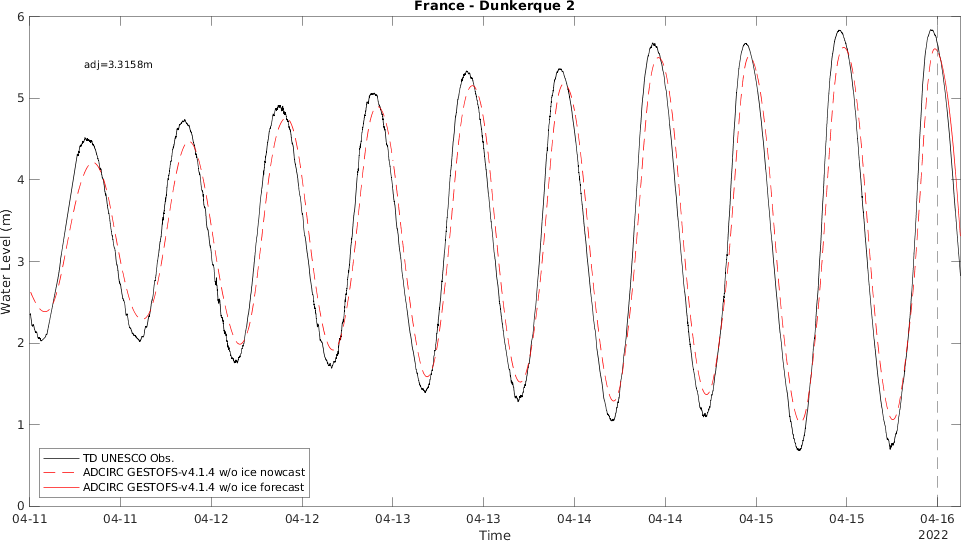 France - Dunkerque 2
adj=3.3158m
6
5
4
3
2
1
0
Water Level (m)
TD UNESCO Obs.
ADCIRC GESTOFS-v4.1.4 w/o ice nowcast
ADCIRC GESTOFS-v4.1.4 w/o ice forecast
04-11 04-11 04-12 04-12 04-13 04-13 04-14 04-14 04-15 04-15 04-16
Time
2022